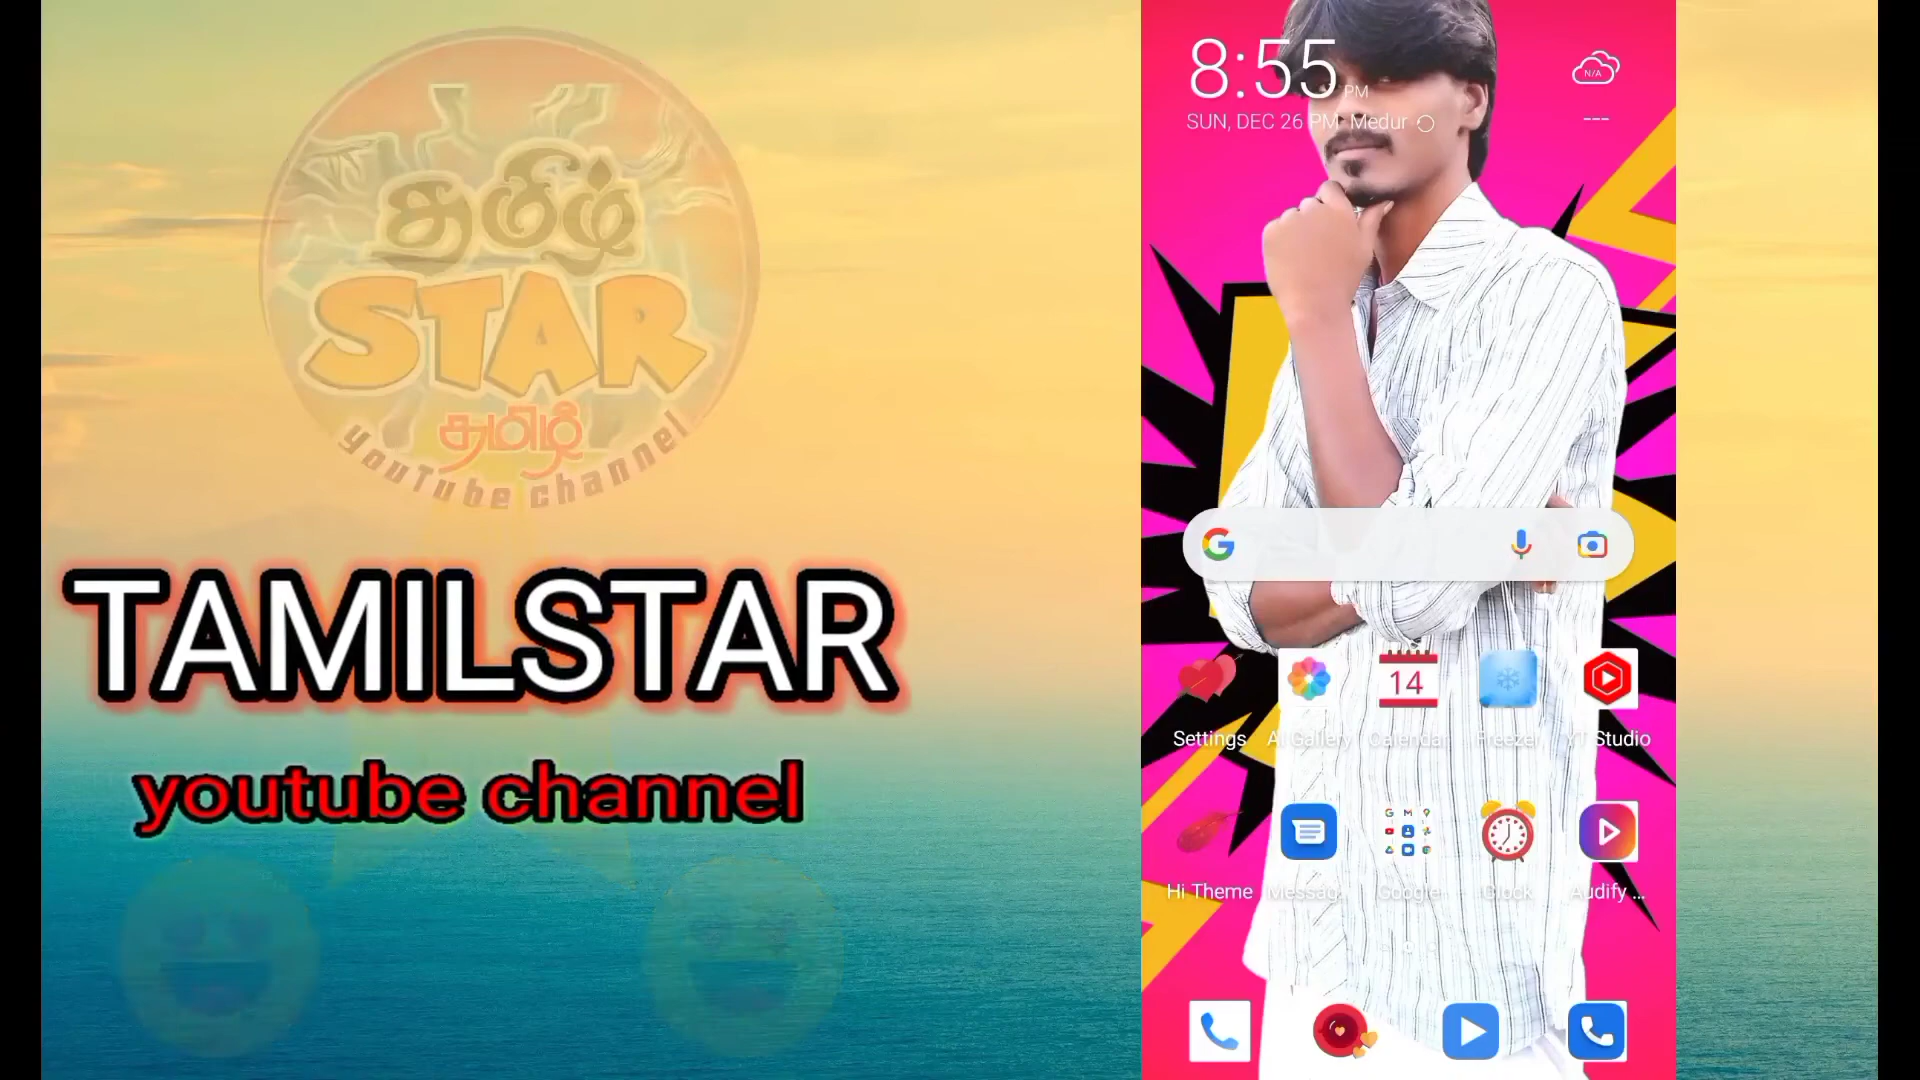 தமிழ்
STAR
தமிழ்
youTube channel
TAMILSTAR
youtube channel
8:55 PM
N/A
SUN, DEC 26 PM Medur
---
G
14
Settings AI Gallery Calendar Freezer YT Studio
Hi Theme Messag... Google Clock Audify ...